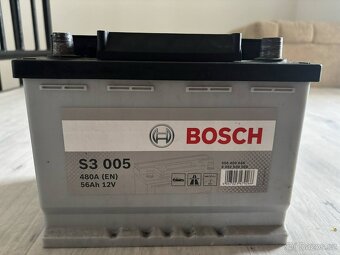 BOSCH
S3 005
480A (EN)
56Ah 12V